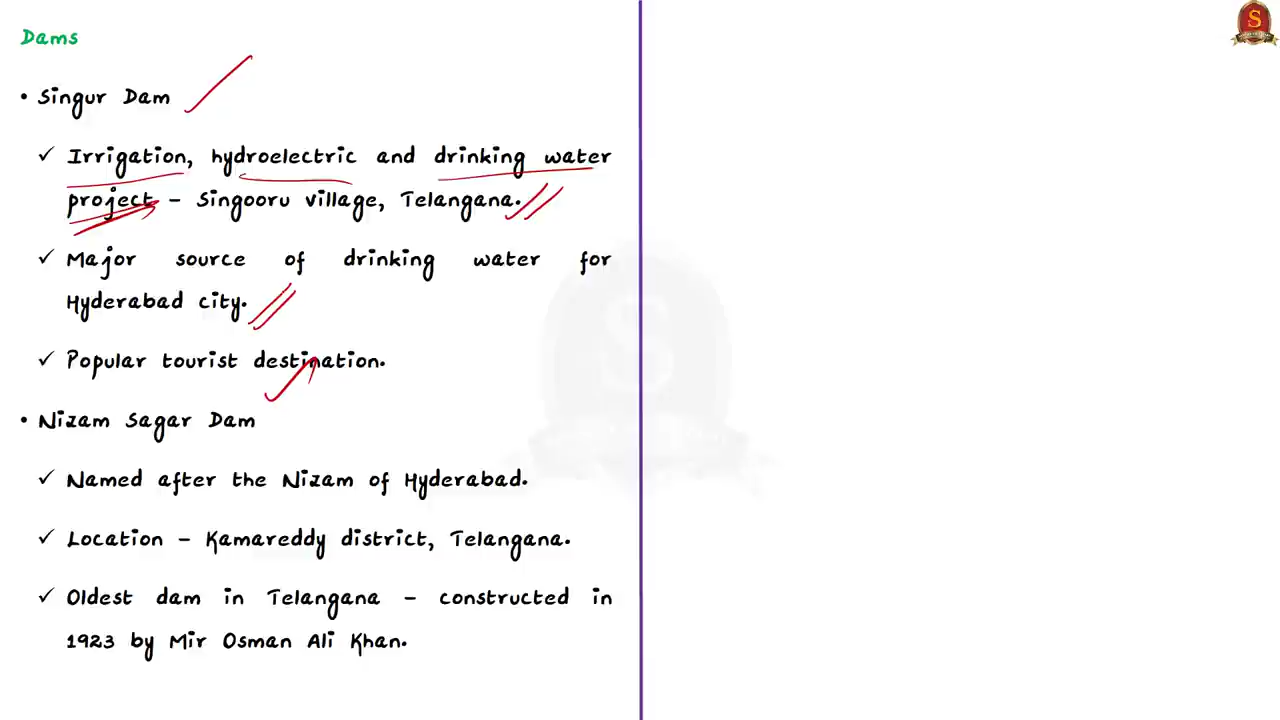 Dams
• Singur Dam
✓ Irrigation, hydroelectric and drinking water
project – Singooru village, Telangana.
✓ Major source of drinking water for
Hyderabad city.
✓ Popular tourist destination.
• Nizam Sagar Dam
✓ Named after the Nizam of Hyderabad.
✓ Location – Kamareddy district, Telangana.
✓ Oldest dam in Telangana – constructed in
1923 by Mir Osman Ali Khan.
S